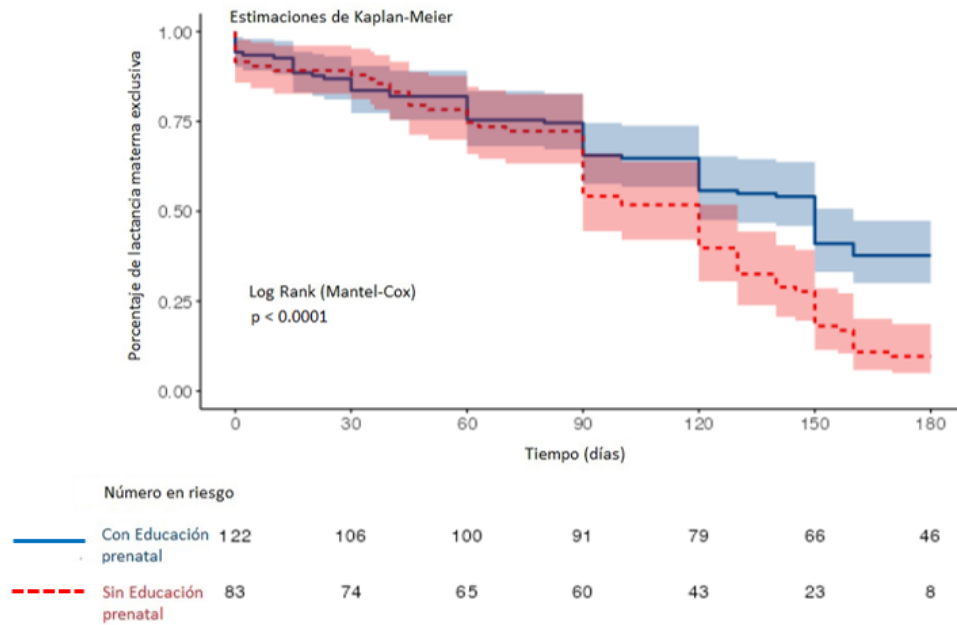 Estimaciones de Kaplan-Meier
Porcentaje de lactancia materna exclusiva
1.00
0.75
0.50
0.25
0.00
Log Rank (Mantel-Cox)
p < 0.0001
0 30 60 90 120 150 180
Tiempo (días)
Número en riesgo
Con Educación prenatal 122 106 100 91 79 66 46
Sin Educación prenatal 83 74 65 60 43 23 8